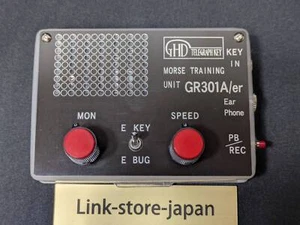 GHD
TELEGRAPH KEY
KEY
IN
MORSE TRAINING
UNIT GR301A/er
Ear
Phone
MON
SPEED
E KEY
E BUG
PB/
REC
Link-store-japan